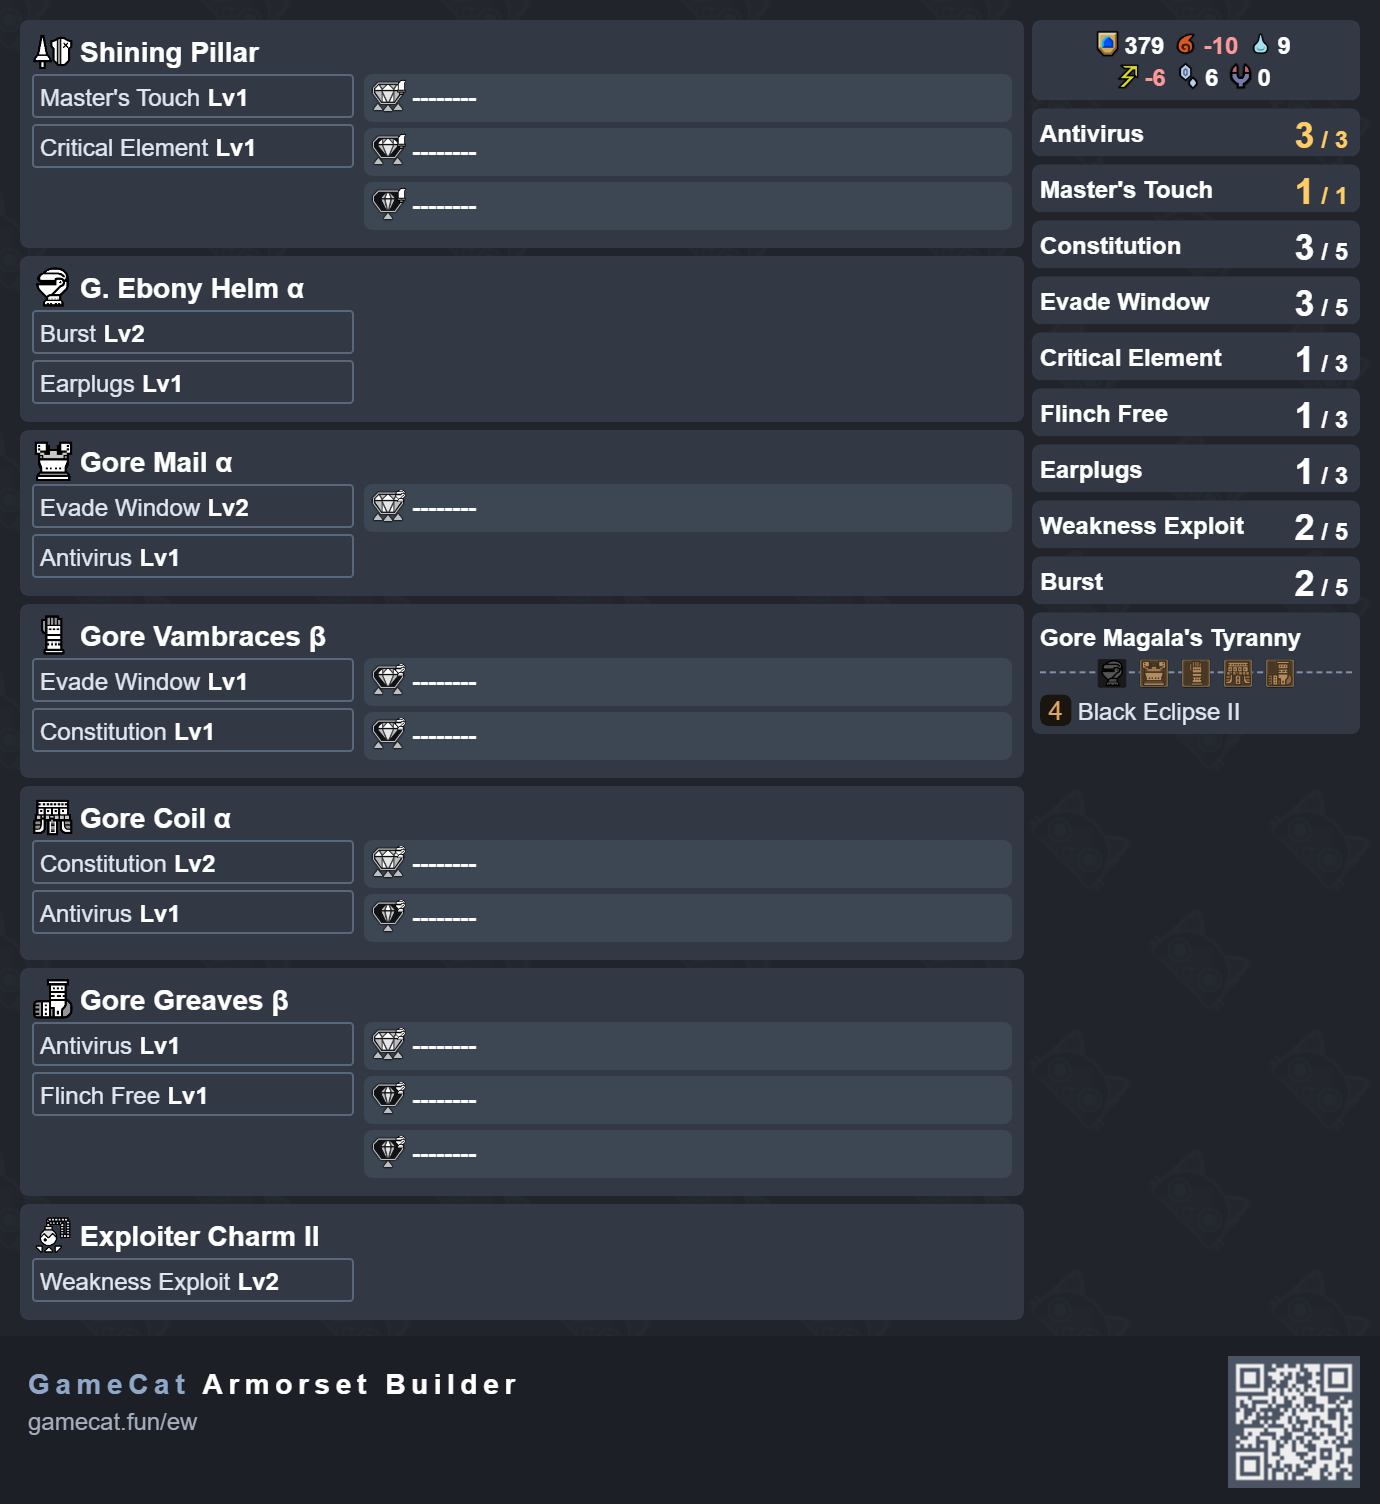 Shining Pillar
Master's Touch Lv1
--------
Critical Element Lv1
--------
--------
G. Ebony Helm α
Burst Lv2
Earplugs Lv1
Gore Mail α
Evade Window Lv2
--------
Antivirus Lv1
Gore Vambraces β
Evade Window Lv1
--------
Constitution Lv1
--------
Gore Coil α
Constitution Lv2
--------
Antivirus Lv1
--------
Gore Greaves β
Antivirus Lv1
--------
Flinch Free Lv1
--------
--------
Exploiter Charm II
Weakness Exploit Lv2
379 -10 9
-6 6 0
Antivirus 3 / 3
Master's Touch 1 / 1
Constitution 3 / 5
Evade Window 3 / 5
Critical Element 1 / 3
Flinch Free 1 / 3
Earplugs 1 / 3
Weakness Exploit 2 / 5
Burst 2 / 5
Gore Magala's Tyranny
4 Black Eclipse II
GameCat Armorset Builder
gamecat.fun/ew